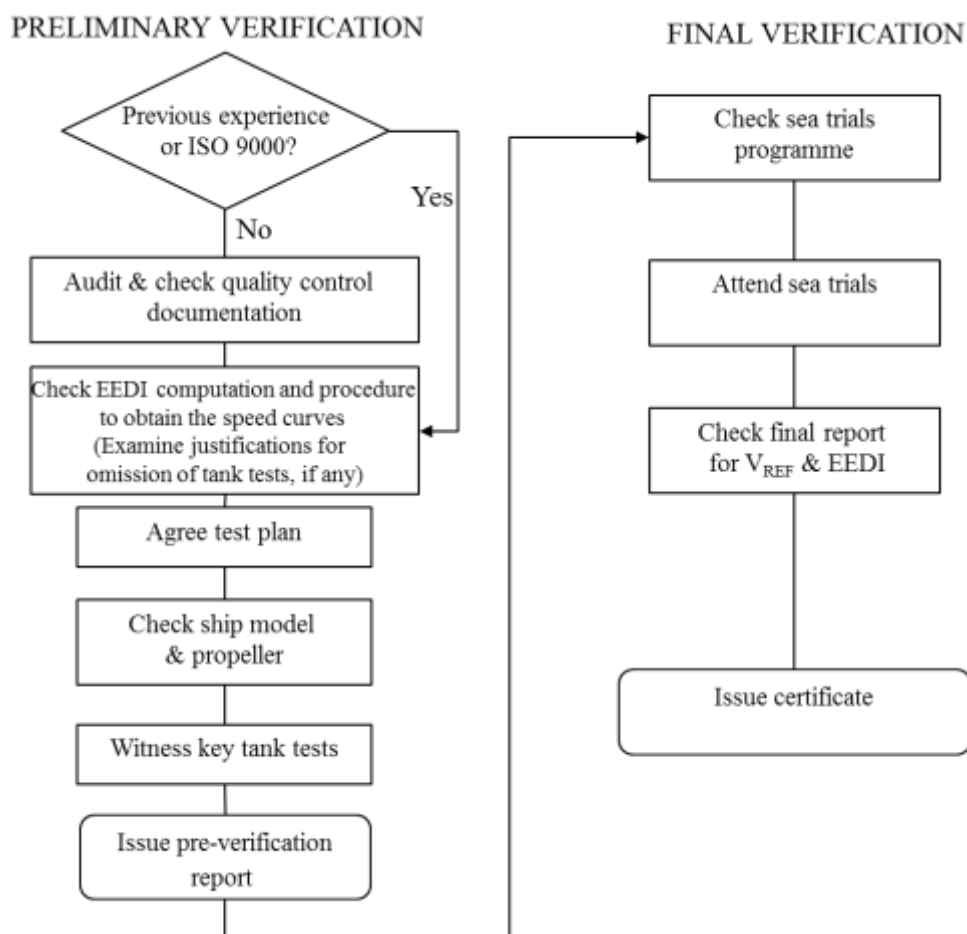 PRELIMINARY VERIFICATION
Previous experience
or ISO 9000?
Yes
No
Audit & check quality control
documentation
Check EEDI computation and procedure
to obtain the speed curves
(Examine justifications for
omission of tank tests, if any)
Agree test plan
Check ship model
& propeller
Witness key tank tests
Issue pre-verification
report
FINAL VERIFICATION
Check sea trials
programme
Attend sea trials
Check final report
for VREF & EEDI
Issue certificate